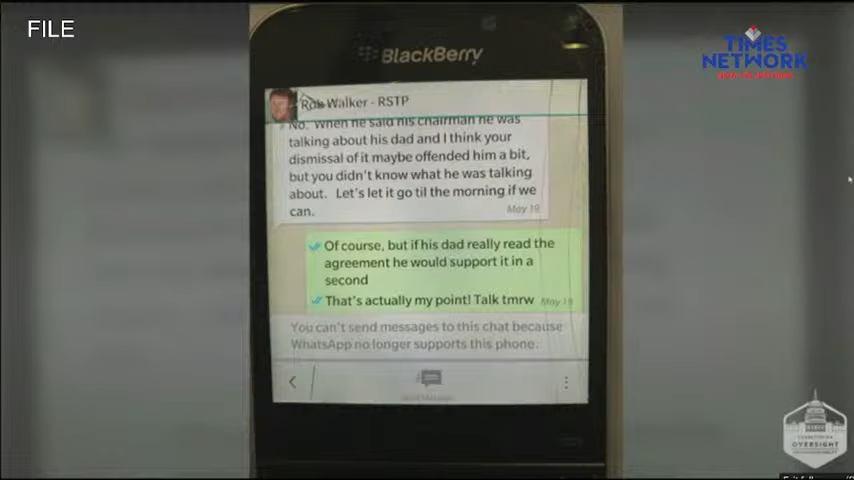 FILE
BlackBerry
TIMES
NETWORK
Rob Walker - RSTP
No. When he said his chairman he was
talking about his dad and I think your
dismissal of it maybe offended him a bit,
but you didn't know what he was talking
about. Let's let it go til the morning if we
can.
May 19
Of course, but if his dad really read the
agreement he would support it in a
second
That's actually my point! Talk tmrw May 19
You can't send messages to this chat because
WhatsApp no longer supports this phone.
OVERSIGHT